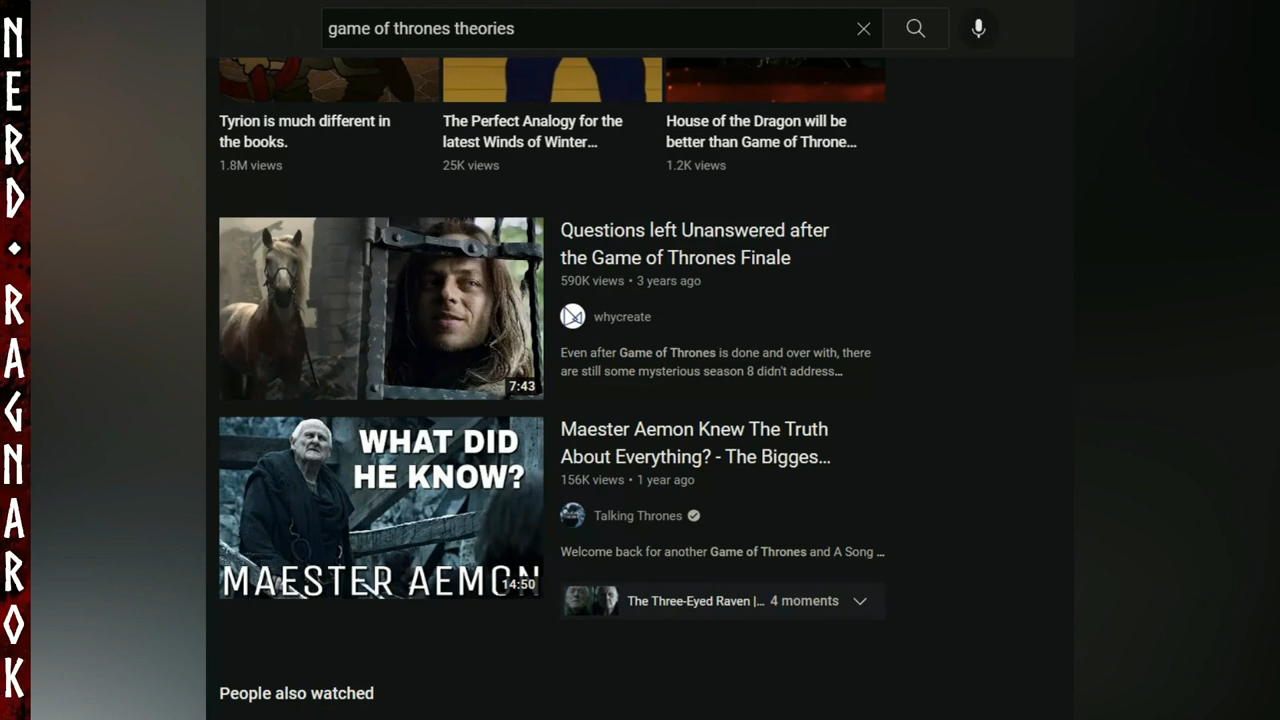 NERD • RAGNAROK
game of thrones theories
Tyrion is much different in
the books.
1.8M views
The Perfect Analogy for the
latest Winds of Winter...
25K views
House of the Dragon will be
better than Game of Throne...
1.2K views
7:43
Questions left Unanswered after
the Game of Thrones Finale
590K views • 3 years ago
whycreate
Even after Game of Thrones is done and over with, there
are still some mysterious season 8 didn't address...
WHAT DID
HE KNOW?
MAESTER AEMON
14:50
Maester Aemon Knew The Truth
About Everything? - The Bigges...
156K views • 1 year ago
Talking Thrones
Welcome back for another Game of Thrones and A Song ...
The Three-Eyed Raven |... 4 moments
People also watched